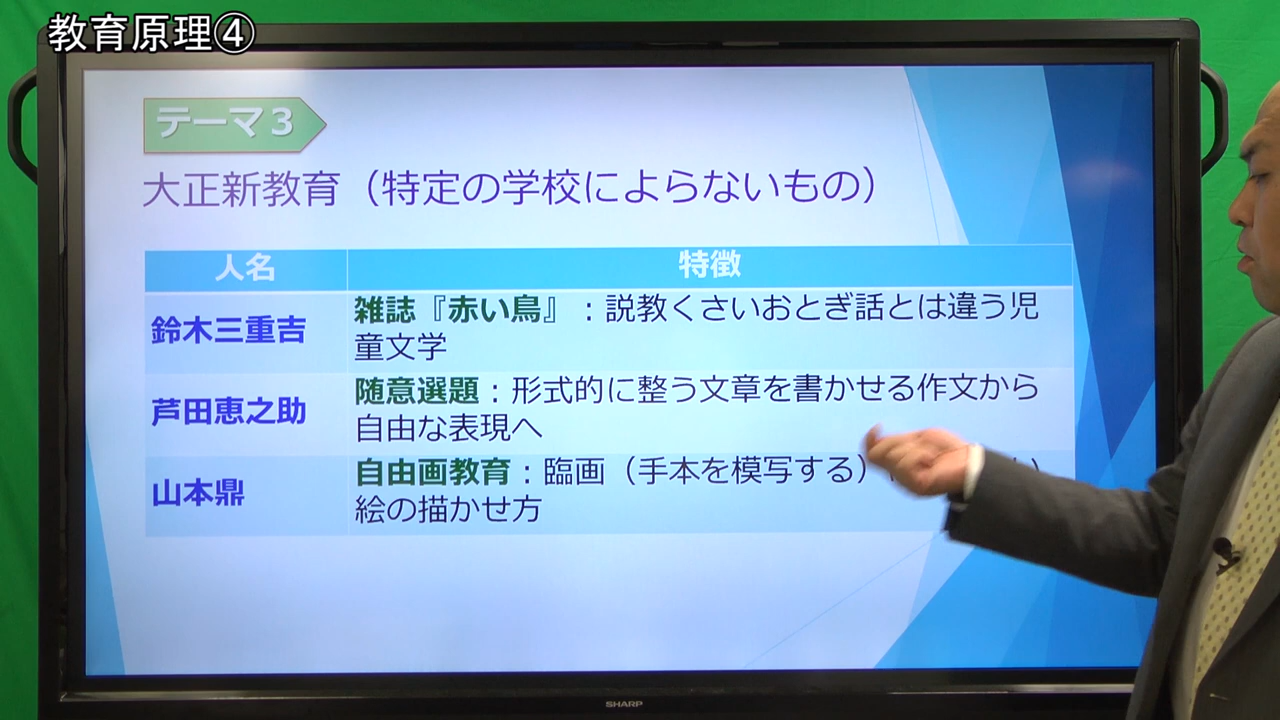 教育原理④
テーマ3
大正新教育（特定の学校によらないもの）
人名 特徴
鈴木三重吉
雑誌『赤い鳥』：説教くさいおとぎ話とは違う児
童文学
芦田恵之助
随意選題：形式的に整う文章を書かせる作文から
自由な表現へ
山本鼎
自由画教育：臨画（手本を模写する）
絵の描かせ方
SHARP